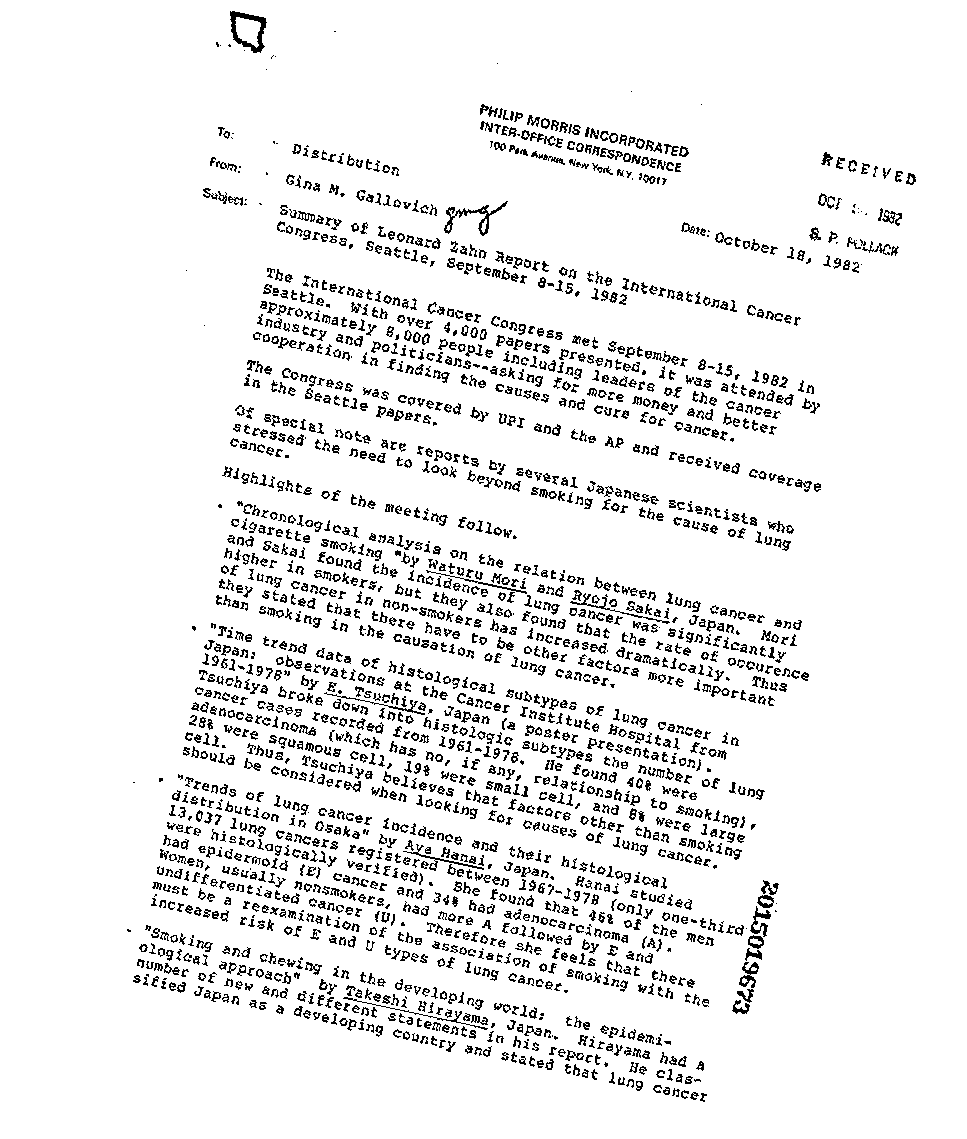 PHILIP MORRIS INCORPORATED
INTER-OFFICE CORRESPONDENCE
100 Park Avenue, New York, N.Y. 10017
RECEIVED
OCT 1982
S. P. POLLACK
To: Distribution
From: Gina M. Gallovich gmg
Date: October 18, 1982
Subject: Summary of Leonard Zahn Report on the International Cancer
Congress, Seattle, September 8-15, 1982
The International Cancer Congress met September 8-15, 1982 in
Seattle. With over 4,000 papers presented, it was attended by
approximately 8,000 people including leaders of the cancer
industry and politicians--asking for more money and better
cooperation in finding the causes and cure for cancer.
The Congress was covered by UPI and the AP and received coverage
in the Seattle papers.
Of special note are reports by several Japanese scientists who
stressed the need to look beyond smoking for the cause of lung
cancer.
Highlights of the meeting follow.
• "Chronological analysis on the relation between lung cancer and
cigarette smoking "by Waturu Mori and Ryojo Sakai, Japan. Mori
and Sakai found the incidence of lung cancer was significantly
higher in smokers, but they also found that the rate of occurence
of lung cancer in non-smokers has increased dramatically. Thus
they stated that there have to be other factors more important
than smoking in the causation of lung cancer.
• "Time trend data of histological subtypes of lung cancer in
Japan: observations at the Cancer Institute Hospital from
1961-1976" by E. Tsuchiya, Japan (a poster presentation).
Tsuchiya broke down into histologic subtypes the number of lung
cancer cases recorded from 1961-1976. He found 40% were
adenocarcinoma (which has no, if any, relationship to smoking),
28% were squamous cell, 19% were small cell, and 8% were large
cell. Thus, Tsuchiya believes that factors other than smoking
should be considered when looking for causes of lung cancer.
• "Trends of lung cancer incidence and their histological
distribution in Osaka" by Aya Hanai, Japan. Hanai studied
13,037 lung cancers registered between 1967-1978 (only one-third
were histologically verified). She found that 46% of the men
had epidermoid (E) cancer and 34% had adenocarcinoma (A).
Women, usually nonsmokers, had more A followed by E and
undifferentiated cancer (U). Therefore she feels that there
must be a reexamination of the association of smoking with the
increased risk of E and U types of lung cancer.
• "Smoking and chewing in the developing world: the epidemi-
ological approach" by Takeshi Hirayama, Japan. Hirayama had a
number of new and different statements in his report. He clas-
sified Japan as a developing country and stated that lung cancer
2015019673